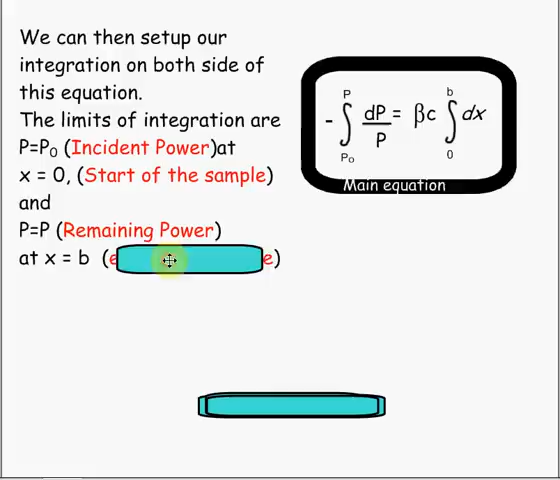 We can then setup our
integration on both side of
this equation.
The limits of integration are
P=P₀ (Incident Power)at
x = 0, (Start of the sample)
and
P=P (Remaining Power)
at x = b (e e)
P b
- ∫ dP/P = βc ∫ dx
P₀ 0
Main equation